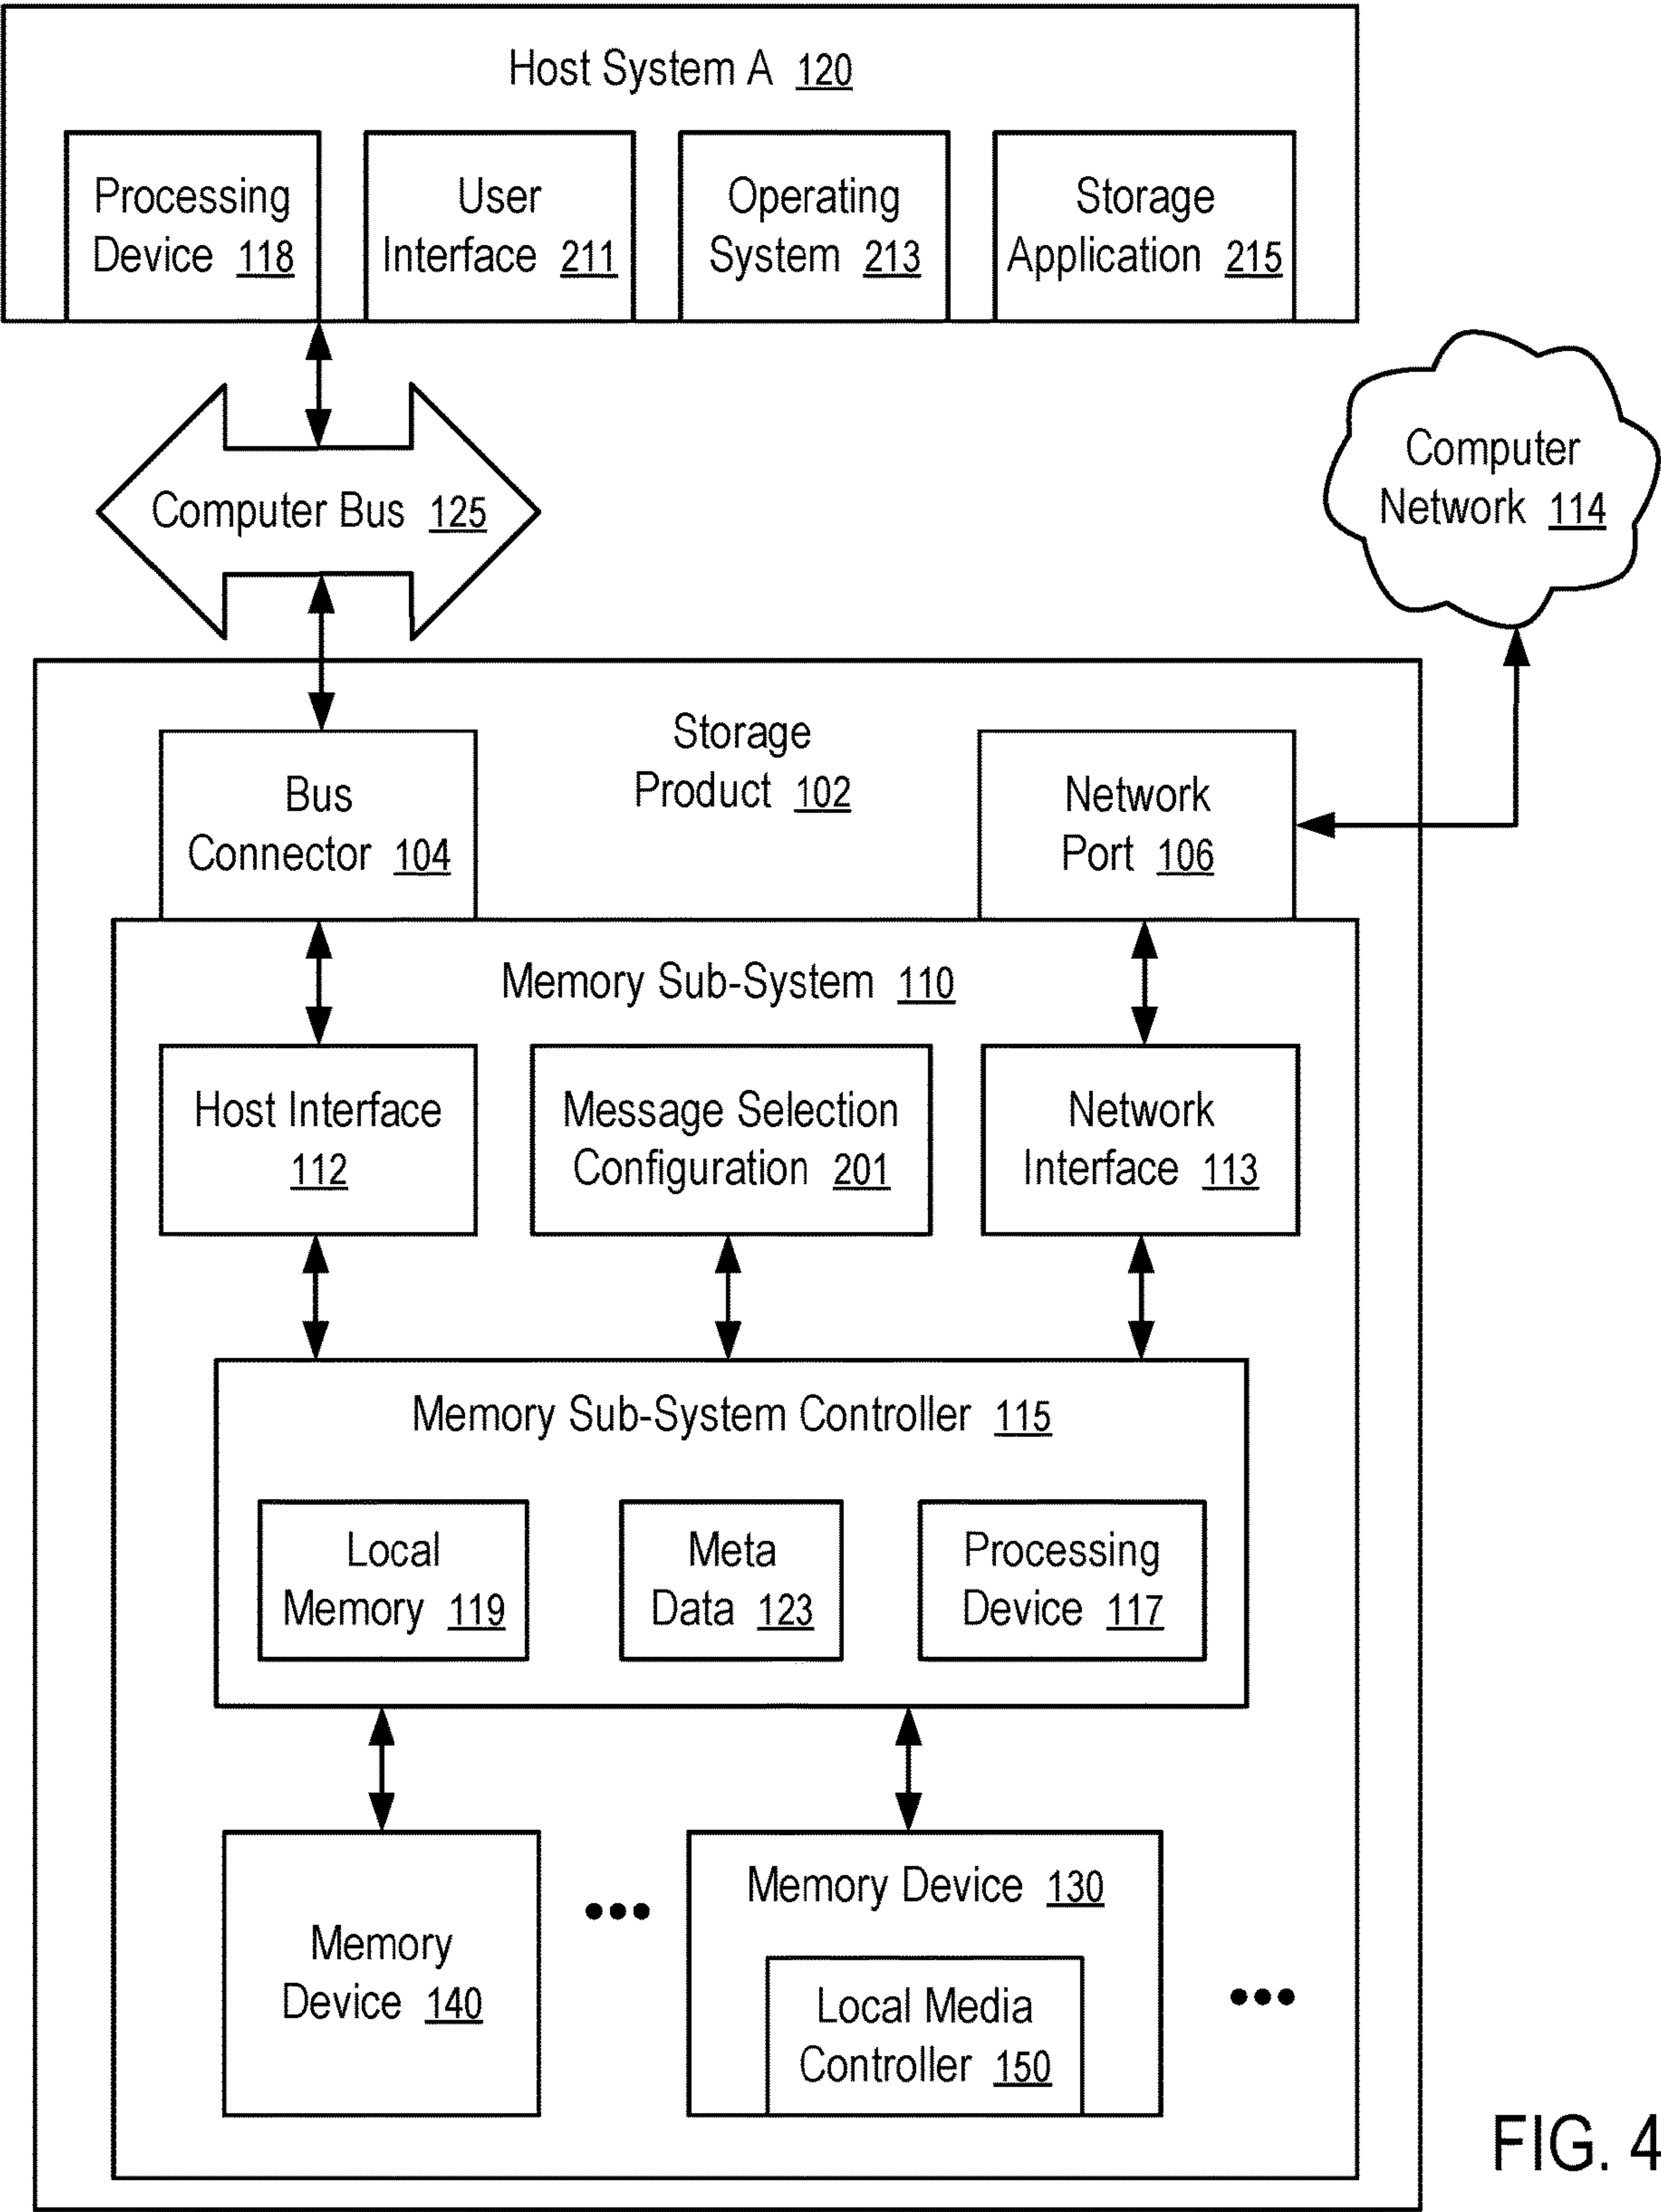 Host System A 120
Processing
Device 118
User
Interface 211
Operating
System 213
Storage
Application 215
Computer Bus 125
Computer
Network 114
Storage
Product 102
Bus
Connector 104
Network
Port 106
Memory Sub-System 110
Host Interface
112
Message Selection
Configuration 201
Network
Interface 113
Memory Sub-System Controller 115
Local
Memory 119
Meta
Data 123
Processing
Device 117
Memory
Device 140
•••
Memory Device 130
Local Media
Controller 150
•••
FIG. 4